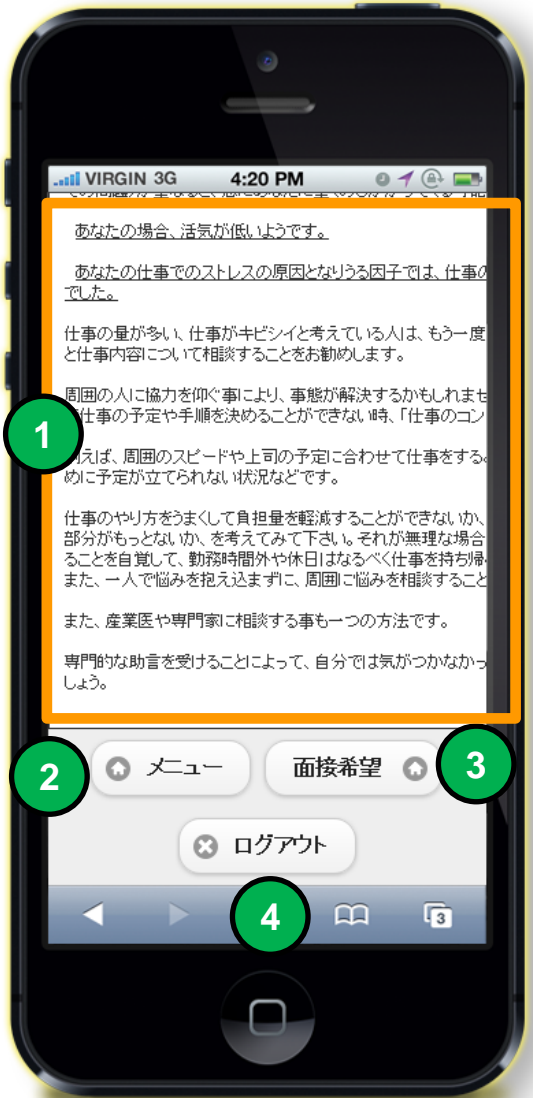 VIRGIN 3G 4:20 PM
あなたの場合、活気が低いようです。
あなたの仕事でのストレスの原因となりうる因子では、仕事の
でした。
仕事の量が多い、仕事がキビシイと考えている人は、もう一度
と仕事内容について相談することをお勧めします。
周囲の人に協力を仰ぐ事により、事態が解決するかもしれませ
仕事の予定や手順を決めることができない時、「仕事のコン
えば、周囲のスピードや上司の予定に合わせて仕事をする
めに予定が立てられない状況などです。
仕事のやり方をうまくして負担量を軽減することができないか、
部分がもっとないか、を考えてみて下さい。それが無理な場合
ることを自覚して、勤務時間外や休日はなるべく仕事を持ち帰
また、一人で悩みを抱え込まずに、周囲に悩みを相談すること
また、産業医や専門家に相談する事も一つの方法です。
専門的な助言を受けることによって、自分では気がつかなかっ
しょう。
1
2
メニュー
面接希望
3
ログアウト
4
3